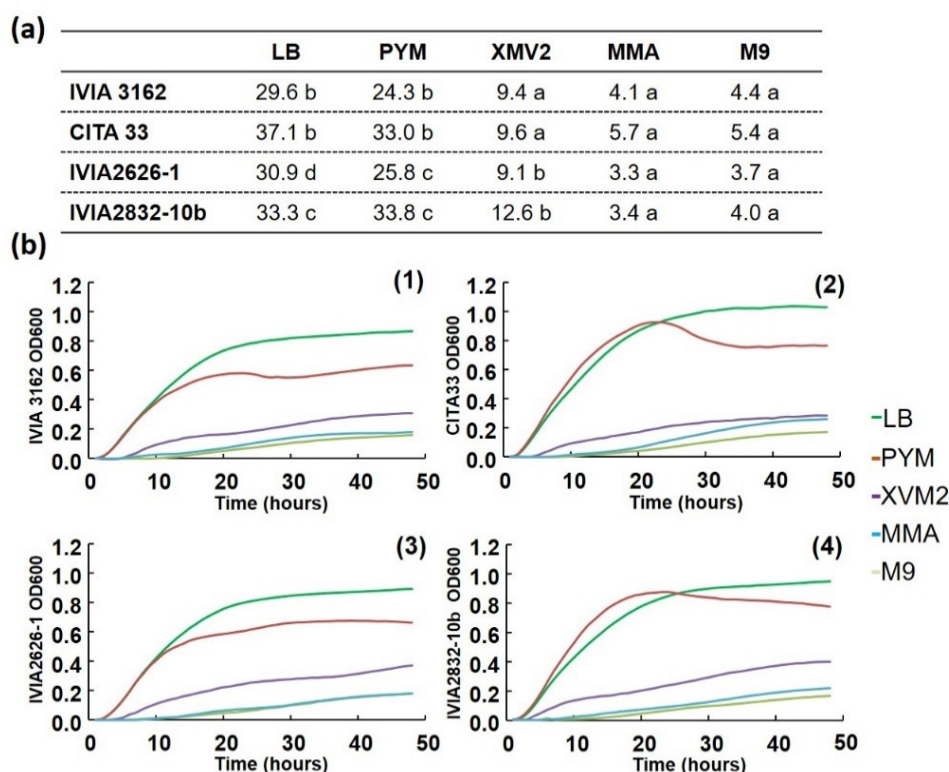 (a)
LB PYM XMV2 MMA M9
IVIA 3162 29.6 b 24.3 b 9.4 a 4.1 a 4.4 a
CITA 33 37.1 b 33.0 b 9.6 a 5.7 a 5.4 a
IVIA2626-1 30.9 d 25.8 c 9.1 b 3.3 a 3.7 a
IVIA2832-10b 33.3 c 33.8 c 12.6 b 3.4 a 4.0 a
(b)
(1)
IVIA 3162 OD600
1.2
1.0
0.8
0.6
0.4
0.2
0.0
0 10 20 30 40 50
Time (hours)
(2)
CITA33 OD600
1.2
1.0
0.8
0.6
0.4
0.2
0.0
0 10 20 30 40 50
Time (hours)
LB
PYM
XVM2
MMA
M9
(3)
IVIA2626-1 OD600
1.2
1.0
0.8
0.6
0.4
0.2
0.0
0 10 20 30 40 50
Time (hours)
(4)
IVIA2832-10b OD600
1.2
1.0
0.8
0.6
0.4
0.2
0.0
0 10 20 30 40 50
Time (hours)